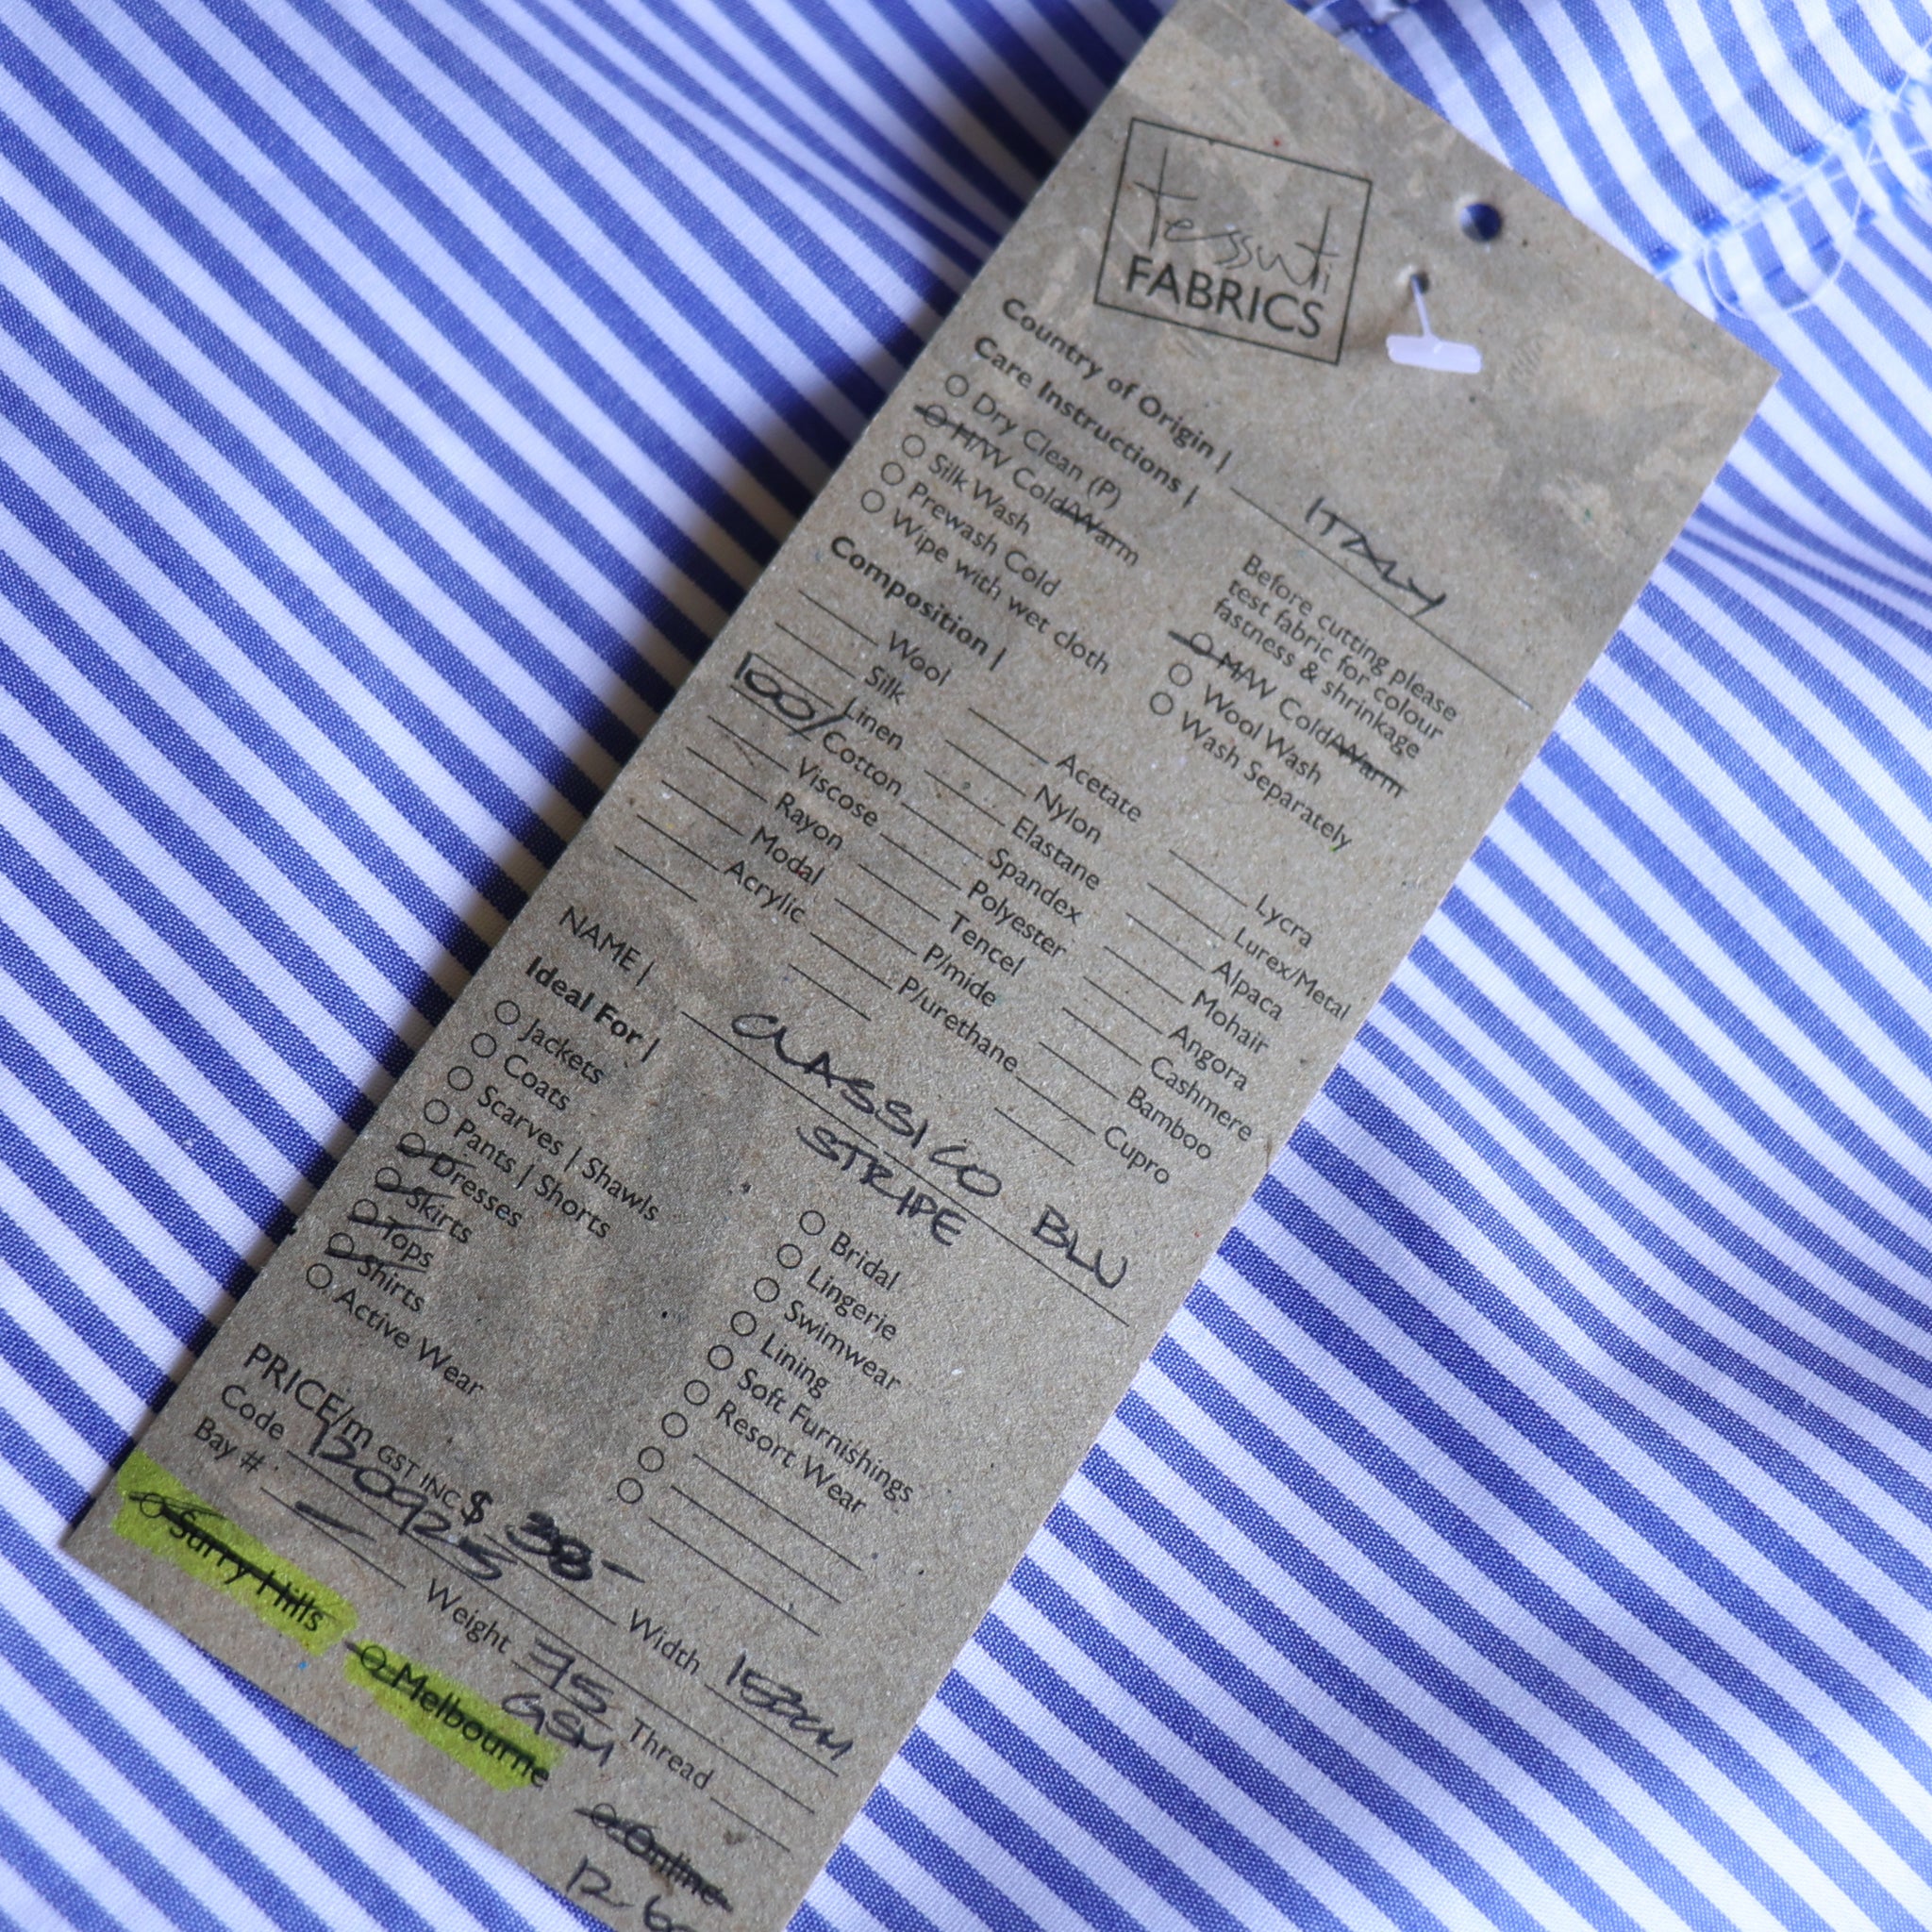 tessuti
FABRICS
Country of Origin | ITALY
Care Instructions |
Before cutting please
test fabric for colour
fastness & shrinkage
Dry Clean (P)
H/W Cold/Warm
Silk Wash
Prewash Cold
Wipe with wet cloth
M/W Cold/Warm
Wool Wash
Wash Separately
Composition |
Wool
Silk
Linen
100/ Cotton
Viscose
Rayon
Modal
Acrylic
Acetate
Nylon
Elastane
Spandex
Polyester
Tencel
P/mide
P/urethane
Lycra
Lurex/Metal
Alpaca
Mohair
Angora
Cashmere
Bamboo
Cupro
NAME | CLASSICO BLU
STRIPE
Ideal For |
Jackets
Coats
Scarves | Shawls
Pants | Shorts
Dresses
Skirts
Tops
Shirts
Active Wear
Bridal
Lingerie
Swimwear
Lining
Soft Furnishings
Resort Wear
PRICE/m GST INC $ 38-
Code 120925 Width 152cm
Bay # — Weight 75 GSM Thread
Surry Hills Melbourne Online